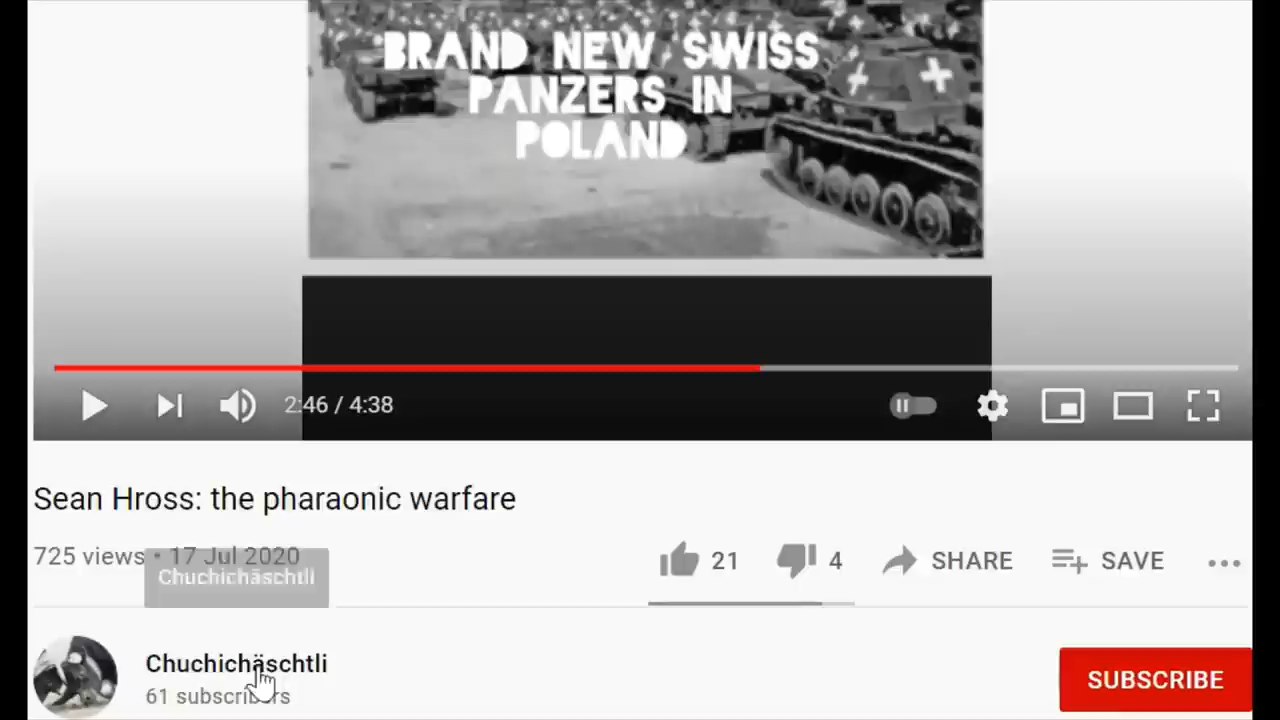 BRAND NEW SWISS
PANZERS IN
POLAND
2:46 / 4:38
Sean Hross: the pharaonic warfare
725 views • 17 Jul 2020
21
4
SHARE
SAVE
Chuchichäschtli
Chuchichäschtli
61 subscribers
SUBSCRIBE